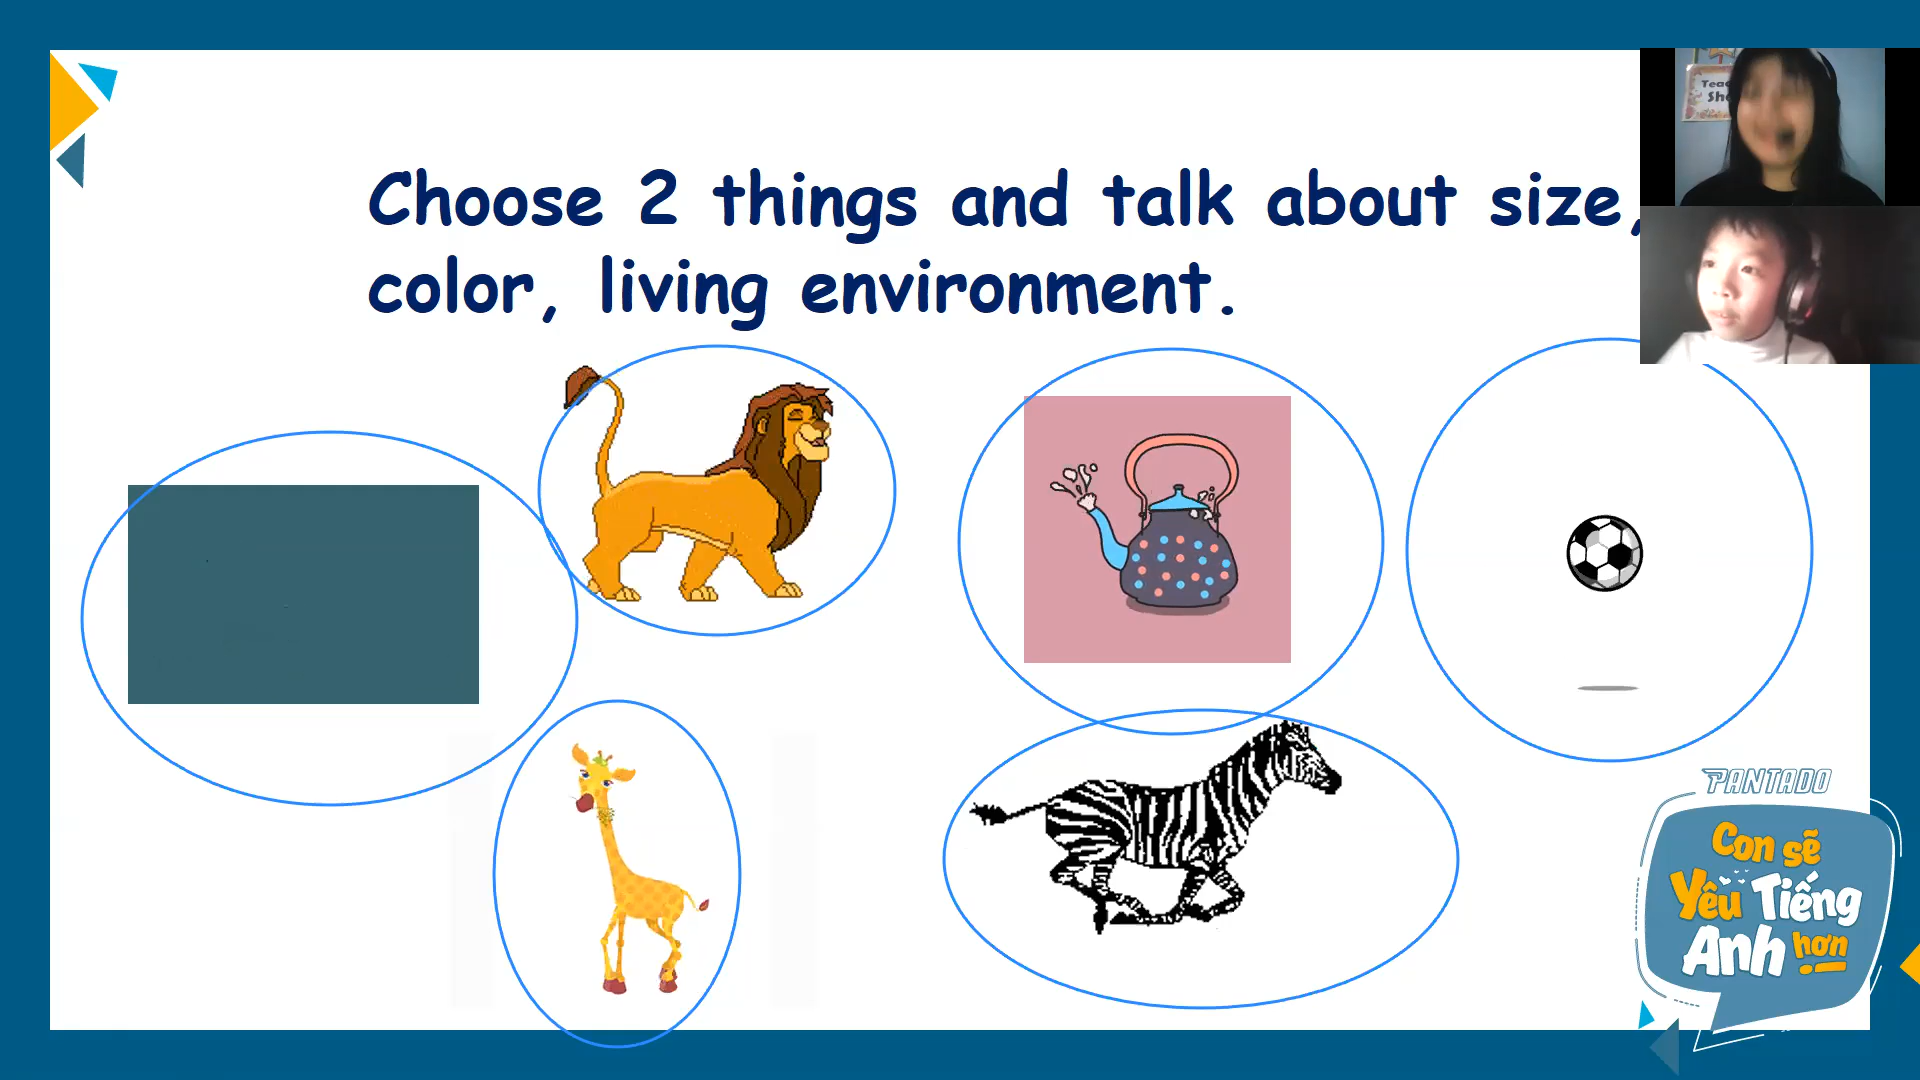 Choose 2 things and talk about size,
color, living environment.
PANTADO
Con sẽ
Yêu Tiếng
Anh hơn